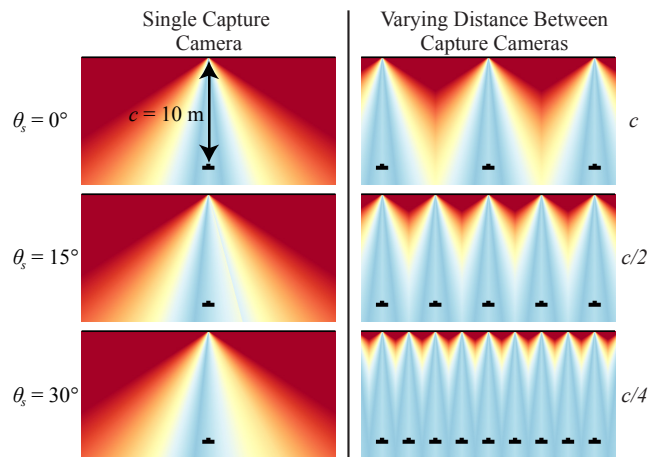 Single Capture
Camera
Varying Distance Between
Capture Cameras
θs = 0°
c = 10 m
c
θs = 15°
c/2
θs = 30°
c/4